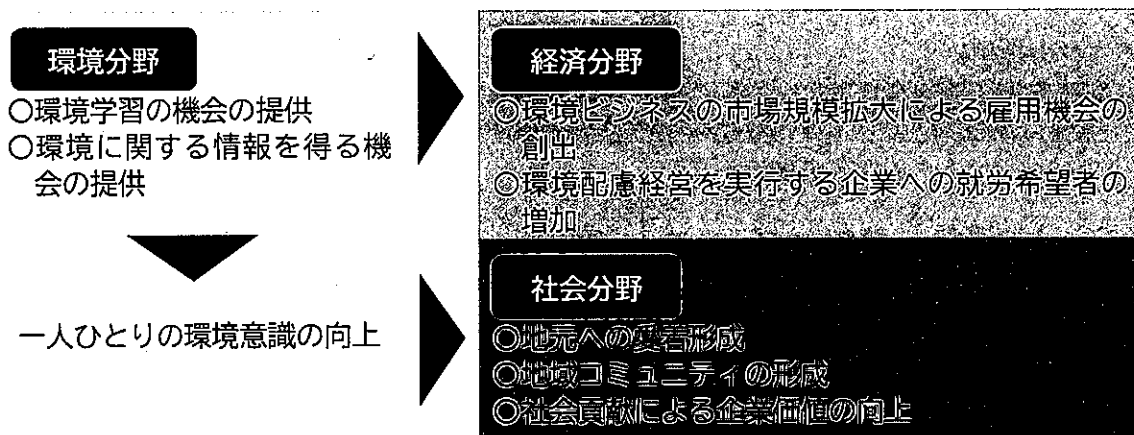 環境分野
〇環境学習の機会の提供
〇環境に関する情報を得る機
会の提供
一人ひとりの環境意識の向上
経済分野
◎環境ビジネスの市場規模拡大による雇用機会の
創出
◎環境配慮経営を実行する企業への就労希望者の
増加
社会分野
〇地元への愛着形成
〇地域コミュニティの形成
〇社会貢献による企業価値の向上